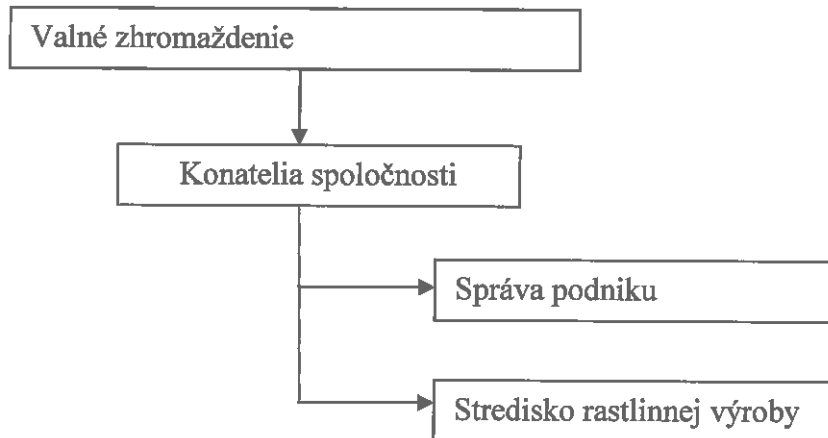 Valné zhromaždenie
Konatelia spoločnosti
Správa podniku
Stredisko rastlinnej výroby